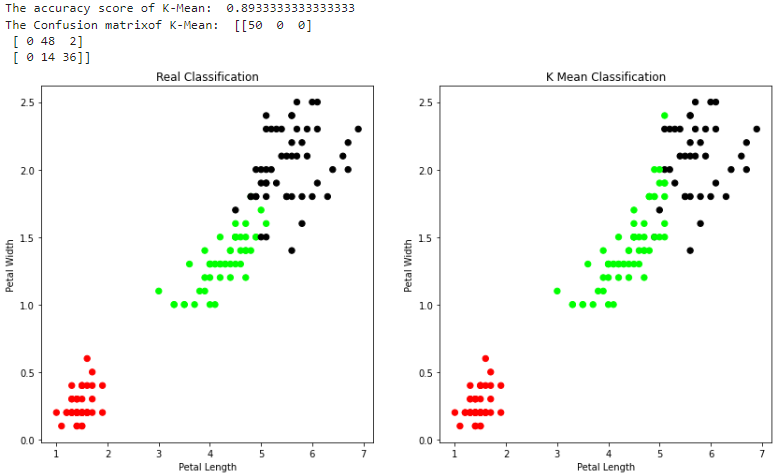 The accuracy score of K-Mean:  0.8933333333333333
The Confusion matrixof K-Mean:  [[50  0  0]
 [ 0 48  2]
 [ 0 14 36]]
Real Classification
2.5
2.0
1.5
1.0
0.5
0.0
Petal Width
1 2 3 4 5 6 7
Petal Length
K Mean Classification
2.5
2.0
1.5
1.0
0.5
0.0
Petal Width
1 2 3 4 5 6 7
Petal Length